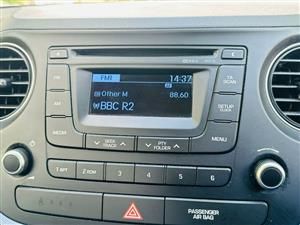 FM
AM
MEDIA
FM1 14:37
AF
Other M 88.60
BBC R2
TA
SCAN
SETUP
CLOCK
SEEK
TRACK
PTY
FOLDER
MENU
1 RPT 2 RDM 3 4 5 6
PASSENGER
AIR BAG